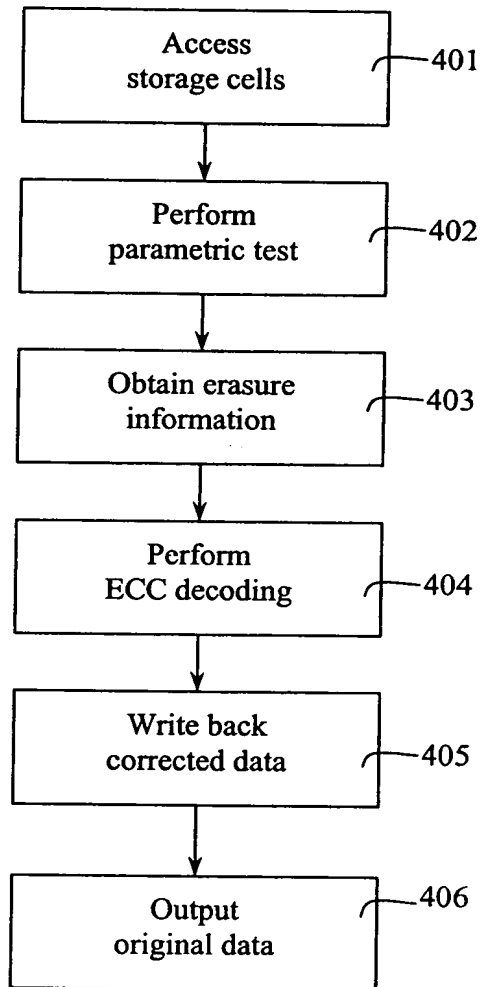 Access
storage cells
401
Perform
parametric test
402
Obtain erasure
information
403
Perform
ECC decoding
404
Write back
corrected data
405
Output
original data
406